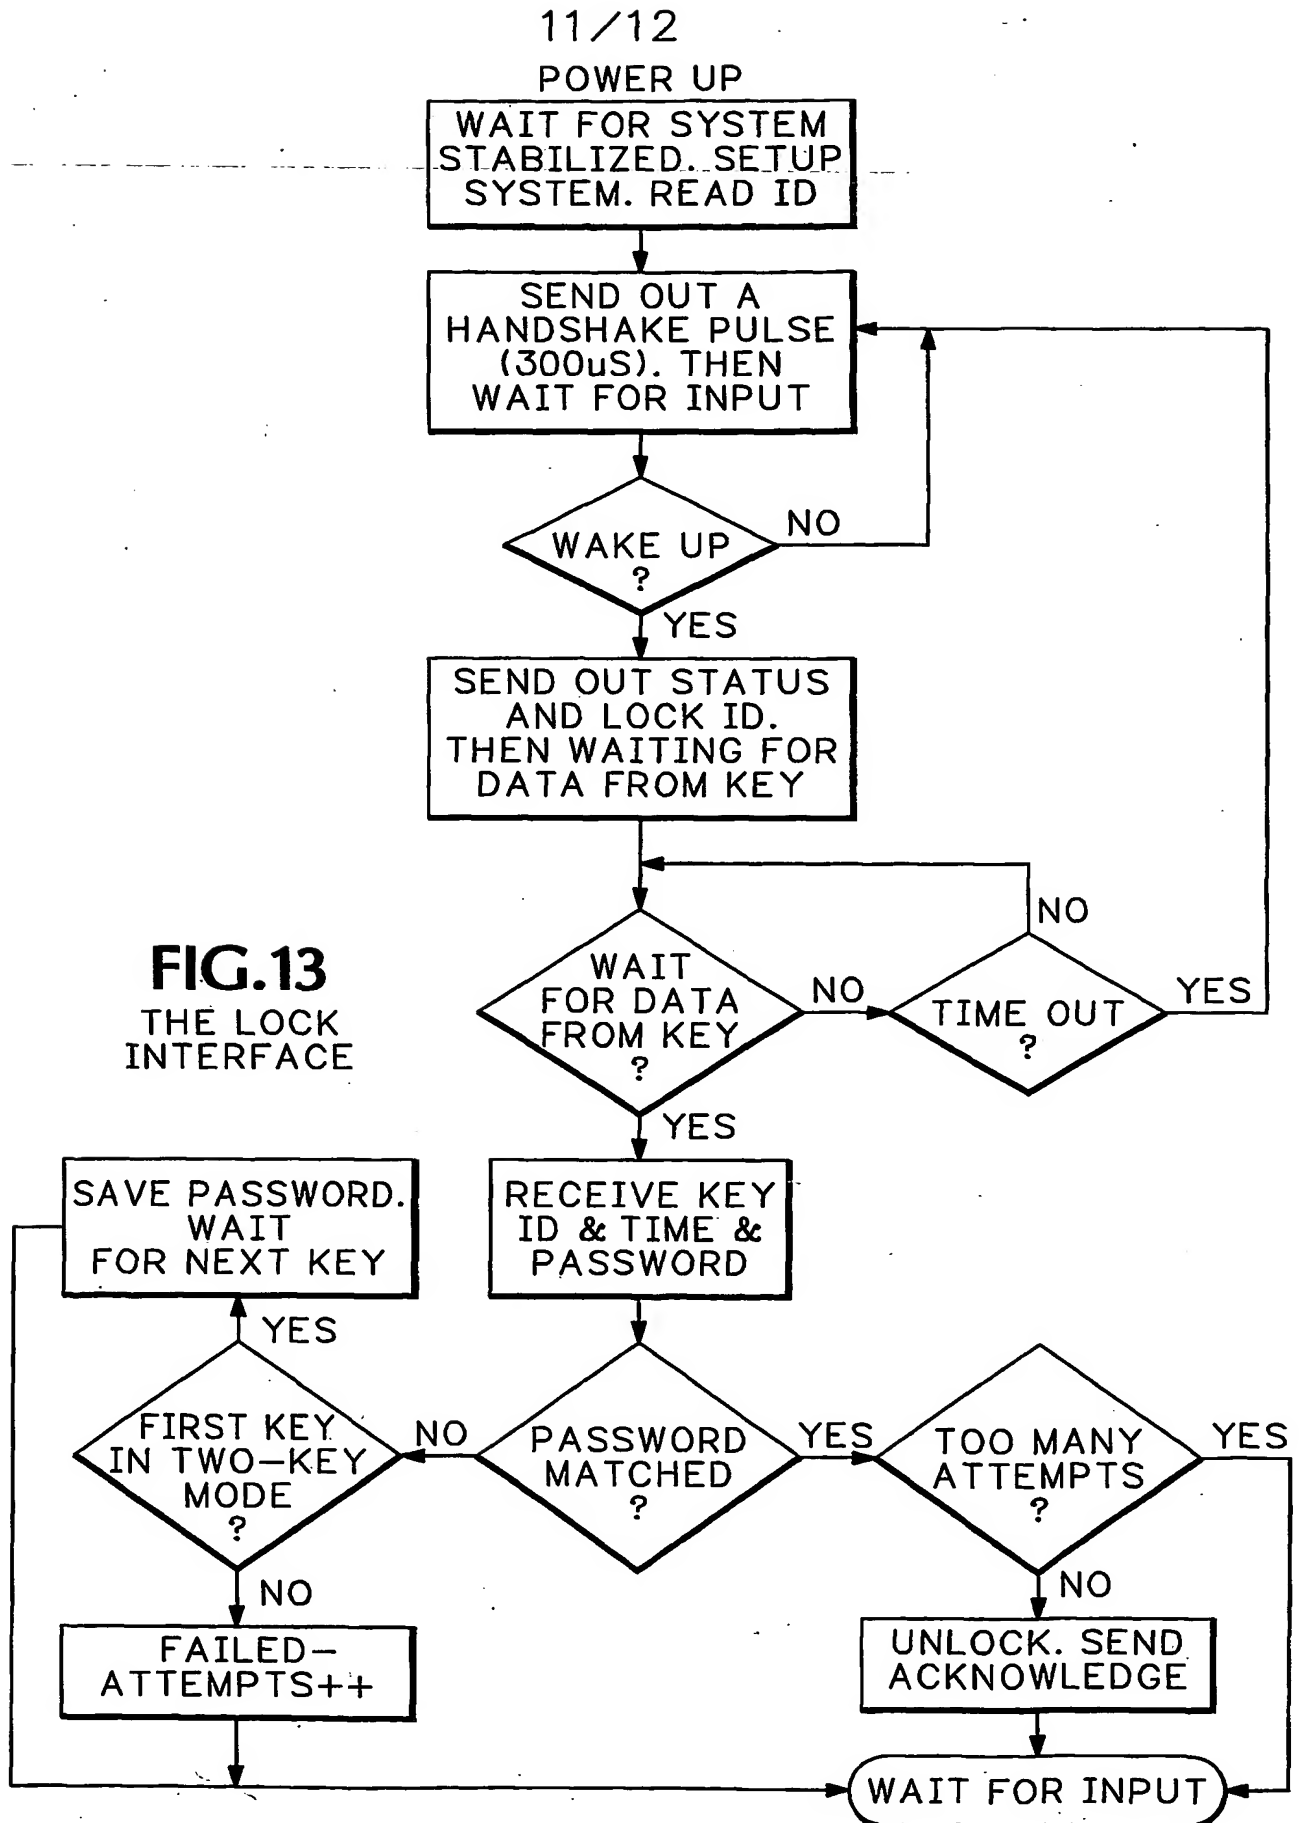 11/12
POWER UP
WAIT FOR SYSTEM
STABILIZED. SETUP
SYSTEM. READ ID
SEND OUT A
HANDSHAKE PULSE
(300uS). THEN
WAIT FOR INPUT
WAKE UP
?
NO
YES
SEND OUT STATUS
AND LOCK ID.
THEN WAITING FOR
DATA FROM KEY
WAIT
FOR DATA
FROM KEY
?
NO
TIME OUT
?
NO
YES
FIG.13
THE LOCK
INTERFACE
YES
SAVE PASSWORD.
WAIT
FOR NEXT KEY
RECEIVE KEY
ID & TIME &
PASSWORD
YES
FIRST KEY
IN TWO-KEY
MODE
?
NO
PASSWORD
MATCHED
?
YES
TOO MANY
ATTEMPTS
?
YES
NO
NO
FAILED-
ATTEMPTS++
UNLOCK. SEND
ACKNOWLEDGE
WAIT FOR INPUT